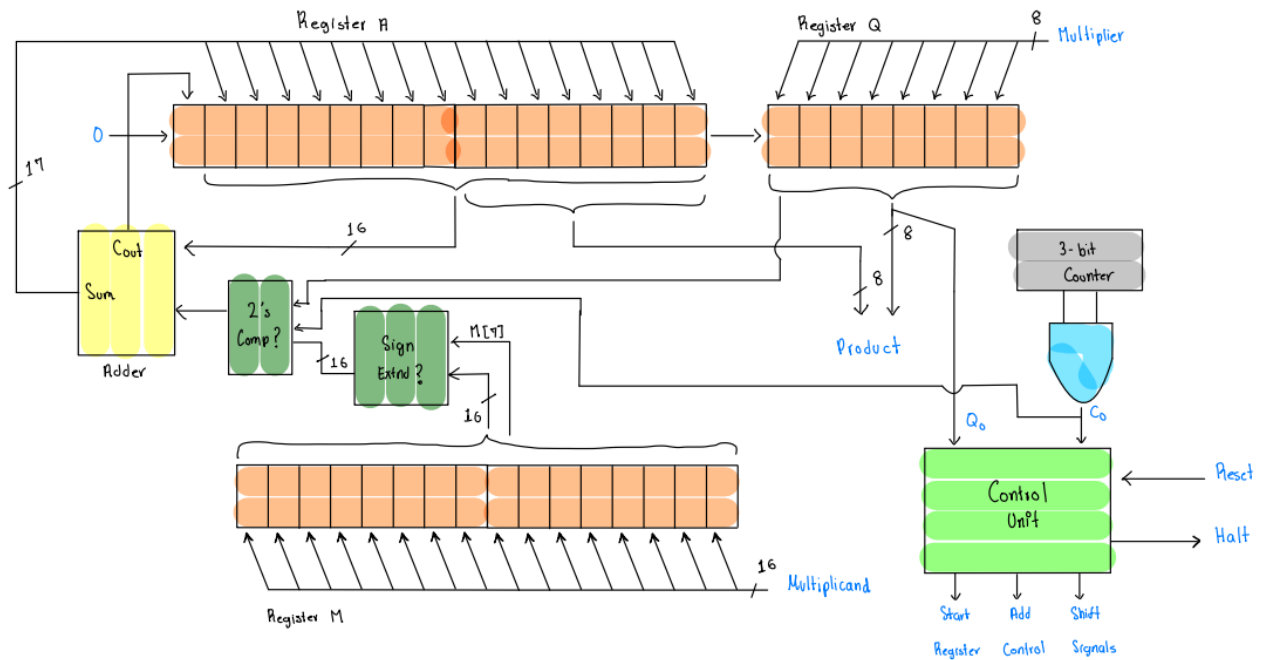 Register A
Register Q
8
Multiplier
0
17
16
8
Cout
Sum
Adder
2's
Comp?
16
Sign
Extnd?
M[7]
16
8
Product
3-bit
Counter
Q0
C0
Control
Unit
Reset
Halt
16
Multiplicand
Register M
Start
Register
Add
Control
Shift
Signals